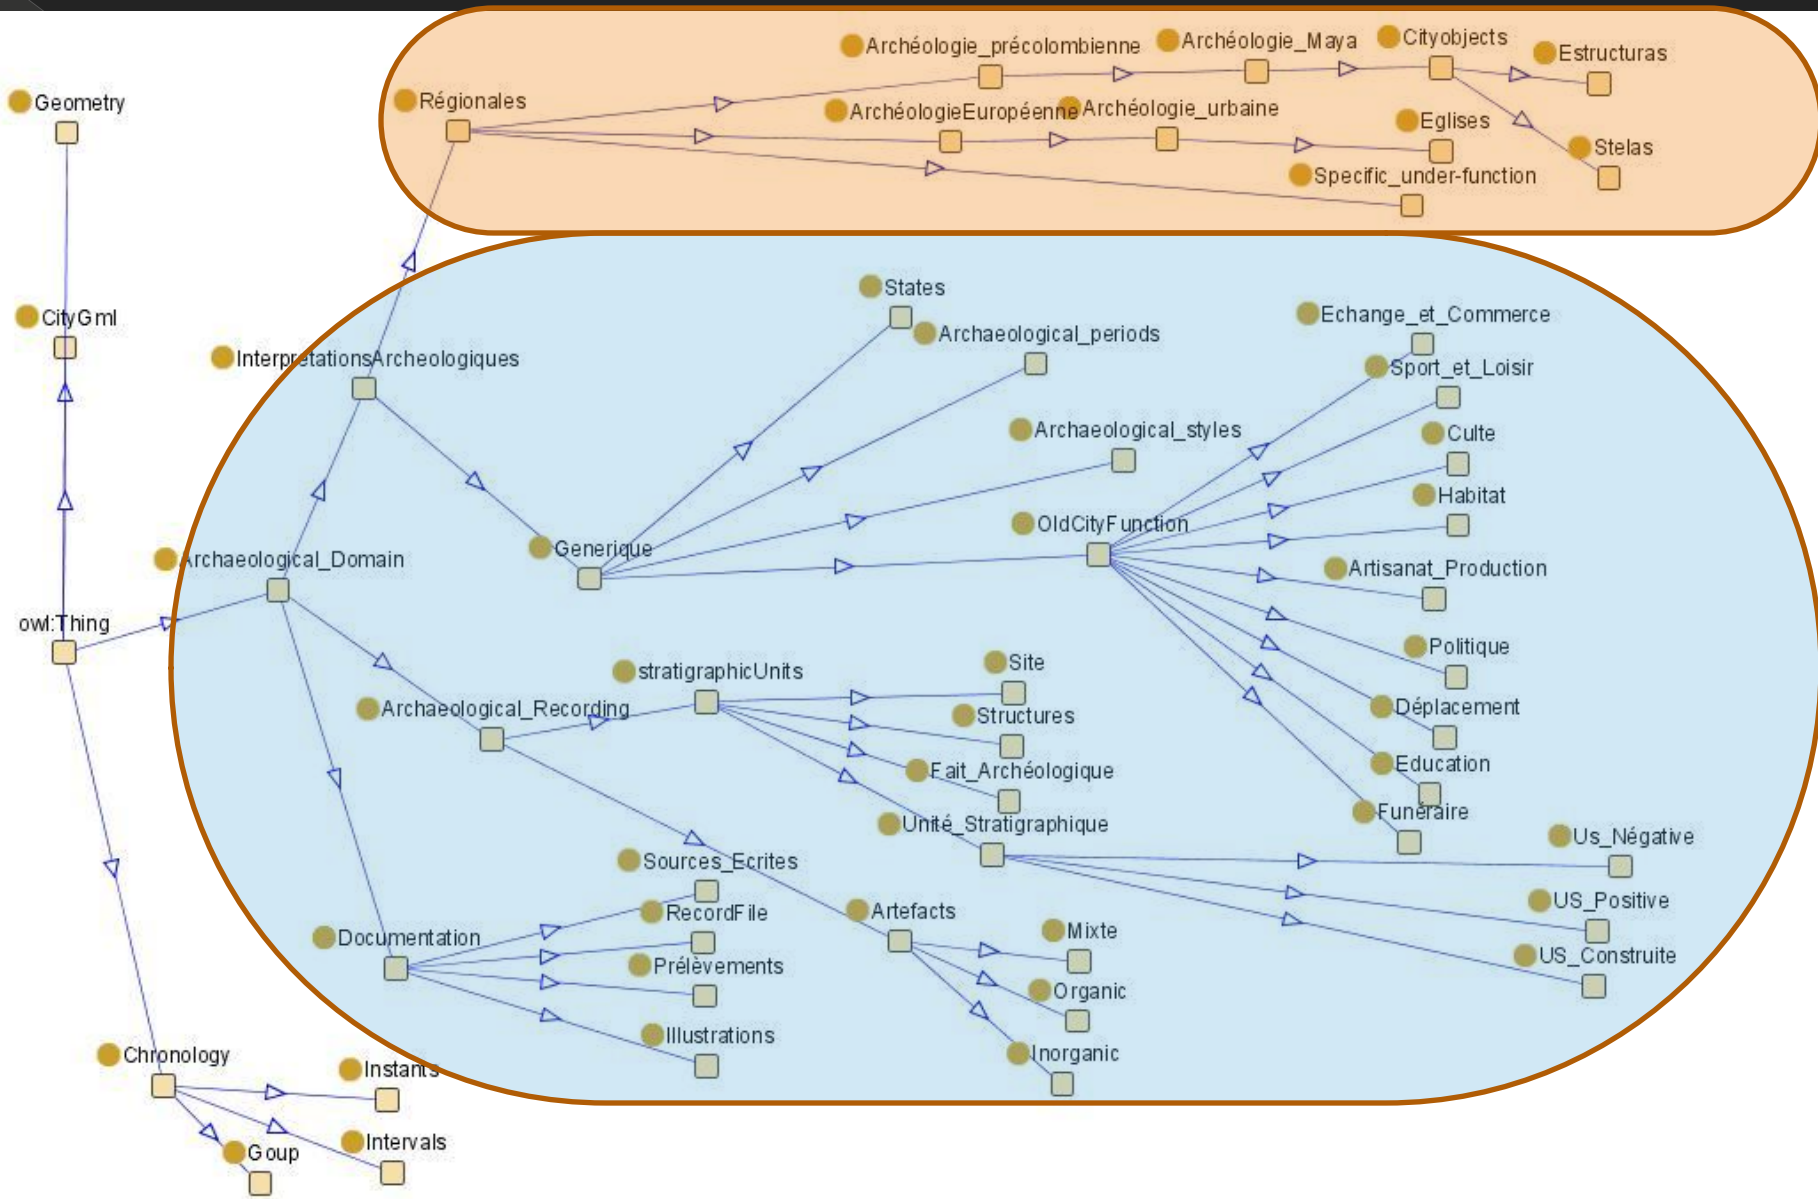 Geometry
CityGml
owl:Thing
Régionales
Archéologie_précolombienne
Archéologie_Maya
Cityobjects
Estructuras
ArchéologieEuropéenne
Archéologie_urbaine
Eglises
Stelas
Specific_under-function
InterprétationsArcheologiques
States
Archaeological_periods
Archaeological_styles
Generique
OldCityFunction
Echange_et_Commerce
Sport_et_Loisir
Culte
Habitat
Artisanat_Production
Politique
Déplacement
Education
Funéraire
Archaeological_Domain
Archaeological_Recording
stratigraphicUnits
Site
Structures
Fait_Archéologique
Unité_Stratigraphique
Us_Négative
US_Positive
US_Construite
Sources_Ecrites
RecordFile
Documentation
Prélèvements
Illustrations
Artefacts
Mixte
Organic
Inorganic
Chronology
Instants
Intervals
Goup